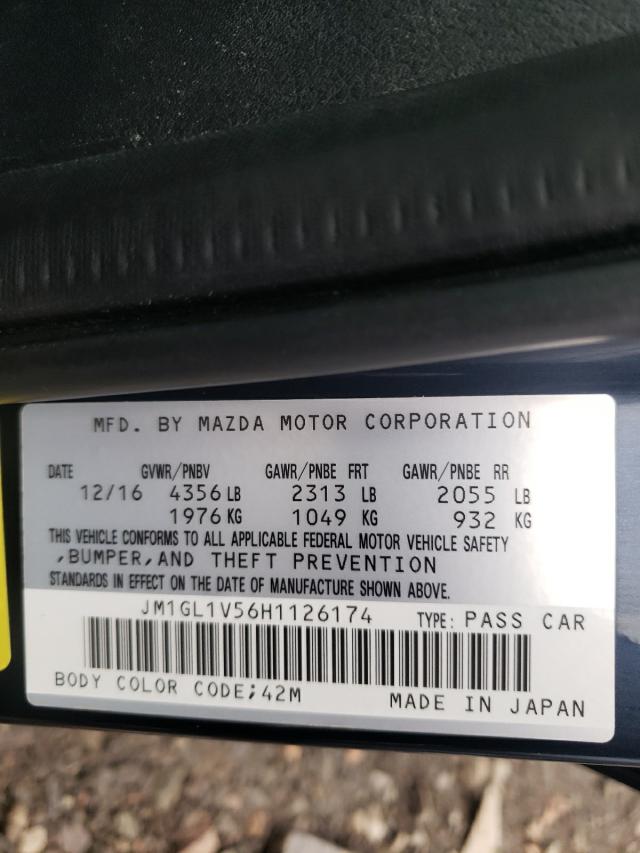 MFD. BY MAZDA MOTOR CORPORATION
DATE GVWR/PNBV GAWR/PNBE FRT GAWR/PNBE RR
12/16 4356 LB 2313 LB 2055 LB
1976 KG 1049 KG 932 KG
THIS VEHICLE CONFORMS TO ALL APPLICABLE FEDERAL MOTOR VEHICLE SAFETY
,BUMPER,AND THEFT PREVENTION
STANDARDS IN EFFECT ON THE DATE OF MANUFACTURE SHOWN ABOVE.
JM1GL1V56H1126174 TYPE: PASS CAR
BODY COLOR CODE;42M MADE IN JAPAN